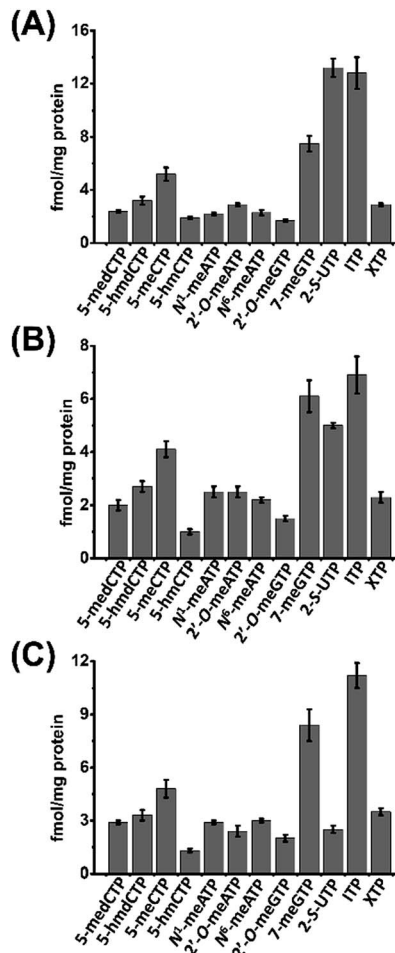 (A)
fmol/mg protein
16
12
8
4
0
5-medCTP
5-hmdCTP
5-meCTP
5-hmCTP
N¹-meATP
2'-O-meATP
N⁶-meATP
2'-O-meGTP
7-meGTP
2-S-UTP
ITP
XTP
(B)
fmol/mg protein
8
6
4
2
0
5-medCTP
5-hmdCTP
5-meCTP
5-hmCTP
N¹-meATP
2'-O-meATP
N⁶-meATP
2'-O-meGTP
7-meGTP
2-S-UTP
ITP
XTP
(C)
fmol/mg protein
12
9
6
3
0
5-medCTP
5-hmdCTP
5-meCTP
5-hmCTP
N¹-meATP
2'-O-meATP
N⁶-meATP
2'-O-meGTP
7-meGTP
2-S-UTP
ITP
XTP